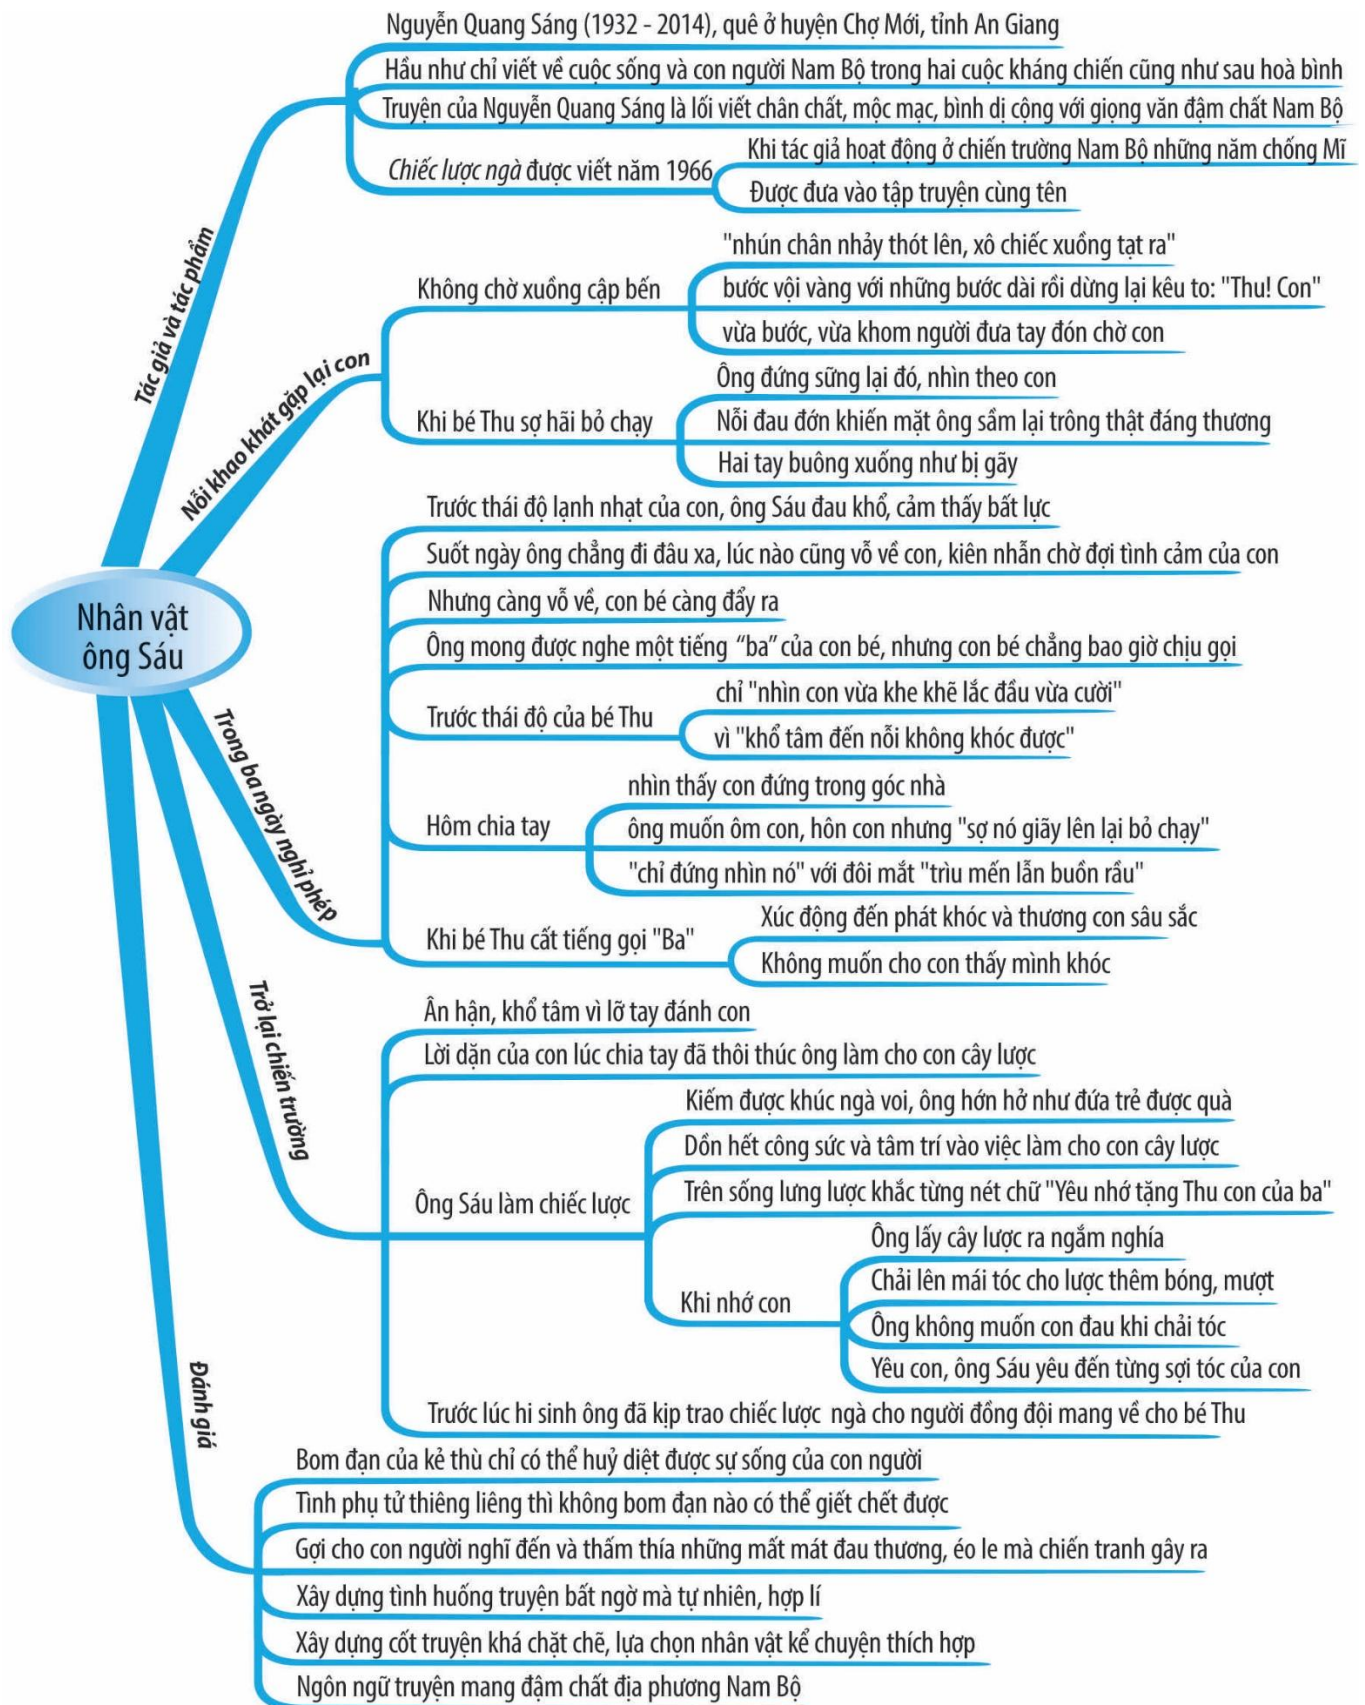 Nguyễn Quang Sáng (1932 - 2014), quê ở huyện Chợ Mới, tỉnh An Giang
Hầu như chỉ viết về cuộc sống và con người Nam Bộ trong hai cuộc kháng chiến cũng như sau hoà bình
Truyện của Nguyễn Quang Sáng là lối viết chân chất, mộc mạc, bình dị cộng với giọng văn đậm chất Nam Bộ
Chiếc lược ngà được viết năm 1966
Khi tác giả hoạt động ở chiến trường Nam Bộ những năm chống Mĩ
Được đưa vào tập truyện cùng tên
Tác giả và tác phẩm
Không chờ xuồng cập bến
"nhún chân nhảy thót lên, xô chiếc xuồng tạt ra"
bước vội vàng với những bước dài rồi dừng lại kêu to: "Thu! Con"
vừa bước, vừa khom người đưa tay đón chờ con
Nỗi khao khát gặp lại con
Khi bé Thu sợ hãi bỏ chạy
Ông đứng sững lại đó, nhìn theo con
Nỗi đau đớn khiến mặt ông sầm lại trông thật đáng thương
Hai tay buông xuống như bị gãy
Nhân vật
ông Sáu
Trước thái độ lạnh nhạt của con, ông Sáu đau khổ, cảm thấy bất lực
Suốt ngày ông chẳng đi đâu xa, lúc nào cũng vỗ về con, kiên nhẫn chờ đợi tình cảm của con
Nhưng càng vỗ về, con bé càng đẩy ra
Ông mong được nghe một tiếng “ba” của con bé, nhưng con bé chẳng bao giờ chịu gọi
Trước thái độ của bé Thu
chỉ "nhìn con vừa khe khẽ lắc đầu vừa cười"
vì "khổ tâm đến nỗi không khóc được"
Trong ba ngày nghỉ phép
Hôm chia tay
nhìn thấy con đứng trong góc nhà
ông muốn ôm con, hôn con nhưng "sợ nó giãy lên lại bỏ chạy"
"chỉ đứng nhìn nó" với đôi mắt "trìu mến lẫn buồn rầu"
Khi bé Thu cất tiếng gọi "Ba"
Xúc động đến phát khóc và thương con sâu sắc
Không muốn cho con thấy mình khóc
Trở lại chiến trường
Ân hận, khổ tâm vì lỡ tay đánh con
Lời dặn của con lúc chia tay đã thôi thúc ông làm cho con cây lược
Ông Sáu làm chiếc lược
Kiếm được khúc ngà voi, ông hớn hở như đứa trẻ được quà
Dồn hết công sức và tâm trí vào việc làm cho con cây lược
Trên sống lưng lược khắc từng nét chữ "Yêu nhớ tặng Thu con của ba"
Khi nhớ con
Ông lấy cây lược ra ngắm nghía
Chải lên mái tóc cho lược thêm bóng, mượt
Ông không muốn con đau khi chải tóc
Yêu con, ông Sáu yêu đến từng sợi tóc của con
Trước lúc hi sinh ông đã kịp trao chiếc lược ngà cho người đồng đội mang về cho bé Thu
Đánh giá
Bom đạn của kẻ thù chỉ có thể huỷ diệt được sự sống của con người
Tình phụ tử thiêng liêng thì không bom đạn nào có thể giết chết được
Gợi cho con người nghĩ đến và thấm thía những mất mát đau thương, éo le mà chiến tranh gây ra
Xây dựng tình huống truyện bất ngờ mà tự nhiên, hợp lí
Xây dựng cốt truyện khá chặt chẽ, lựa chọn nhân vật kể chuyện thích hợp
Ngôn ngữ truyện mang đậm chất địa phương Nam Bộ